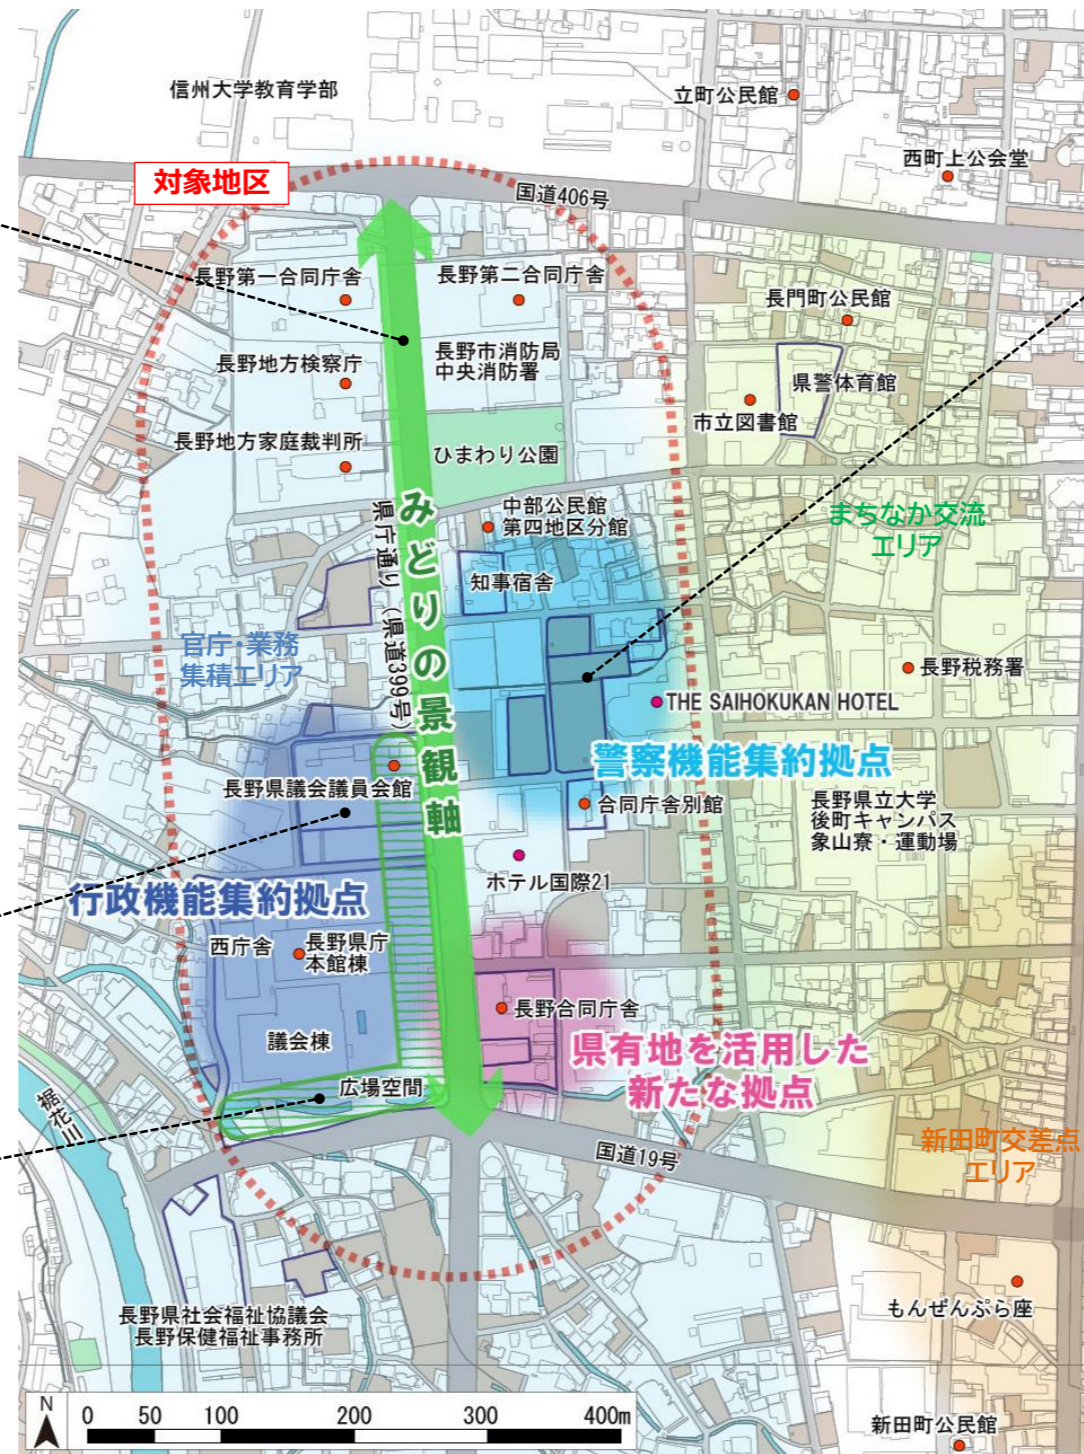 信州大学教育学部
立町公民館
西町上公会堂
対象地区
国道406号
長野第一合同庁舎
長野第二合同庁舎
長門町公民館
長野地方検察庁
長野市消防局
中央消防署
県警体育館
市立図書館
長野地方家庭裁判所
ひまわり公園
中部公民館
第四地区分館
まちなか交流
エリア
みどりの景観軸
県庁通り(県道399号)
知事宿舎
官庁・業務
集積エリア
長野税務署
THE SAIHOKUKAN HOTEL
警察機能集約拠点
長野県議会議員会館
合同庁舎別館
長野県立大学
後町キャンパス
象山寮・運動場
ホテル国際21
行政機能集約拠点
西庁舎
長野県庁
本館棟
長野合同庁舎
議会棟
県有地を活用した
新たな拠点
広場空間
裾花川
国道19号
新田町交差点
エリア
もんぜんぷら座
長野県社会福祉協議会
長野保健福祉事務所
新田町公民館
N
0 50 100 200 300 400m